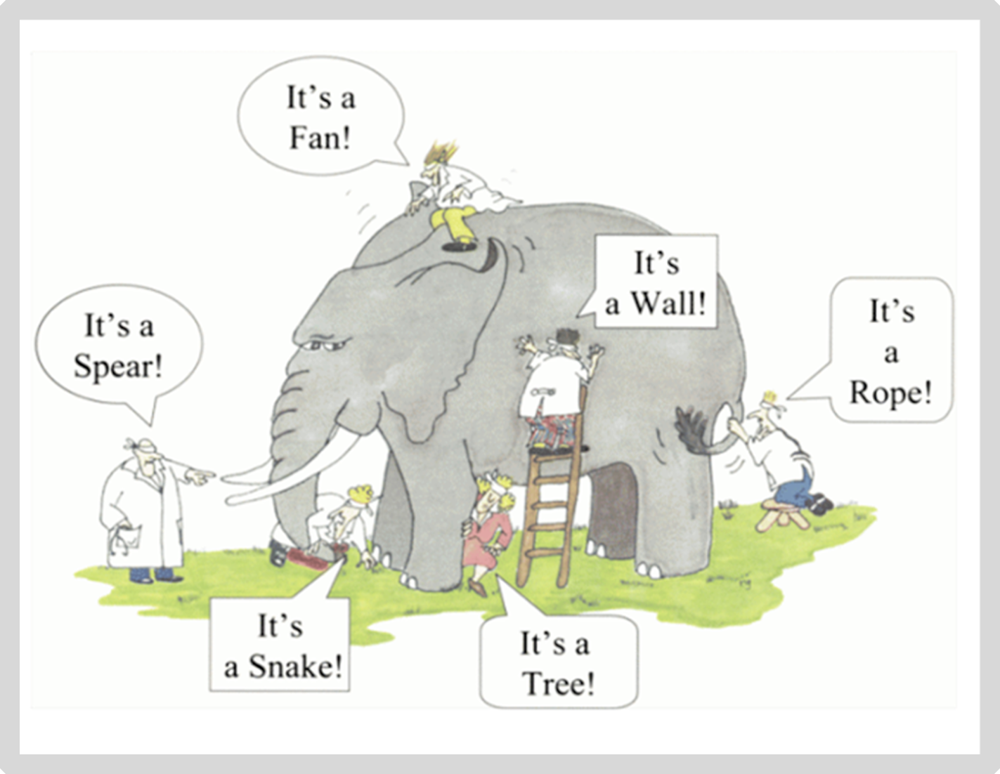 It's a
Fan!
It's
a Wall!
It's a
Spear!
It's
a
Rope!
It's
a Snake!
It's a
Tree!